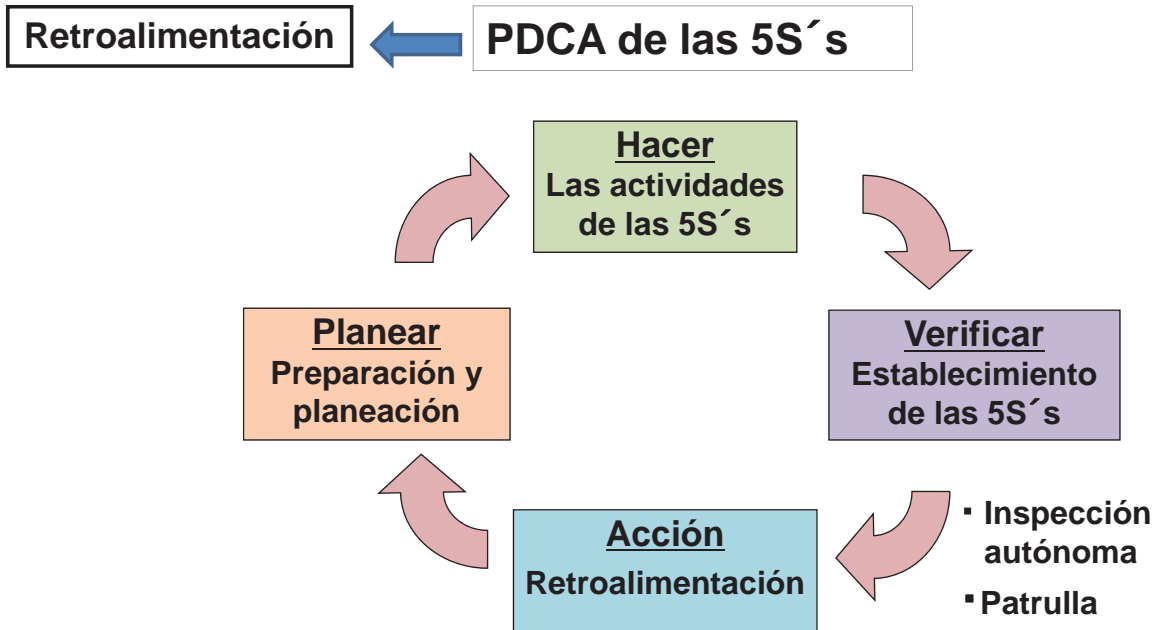 Retroalimentación
PDCA de las 5S´s
Hacer
Las actividades
de las 5S´s
Planear
Preparación y
planeación
Verificar
Establecimiento
de las 5S´s
Acción
Retroalimentación
▪ Inspección
autónoma
▪ Patrulla